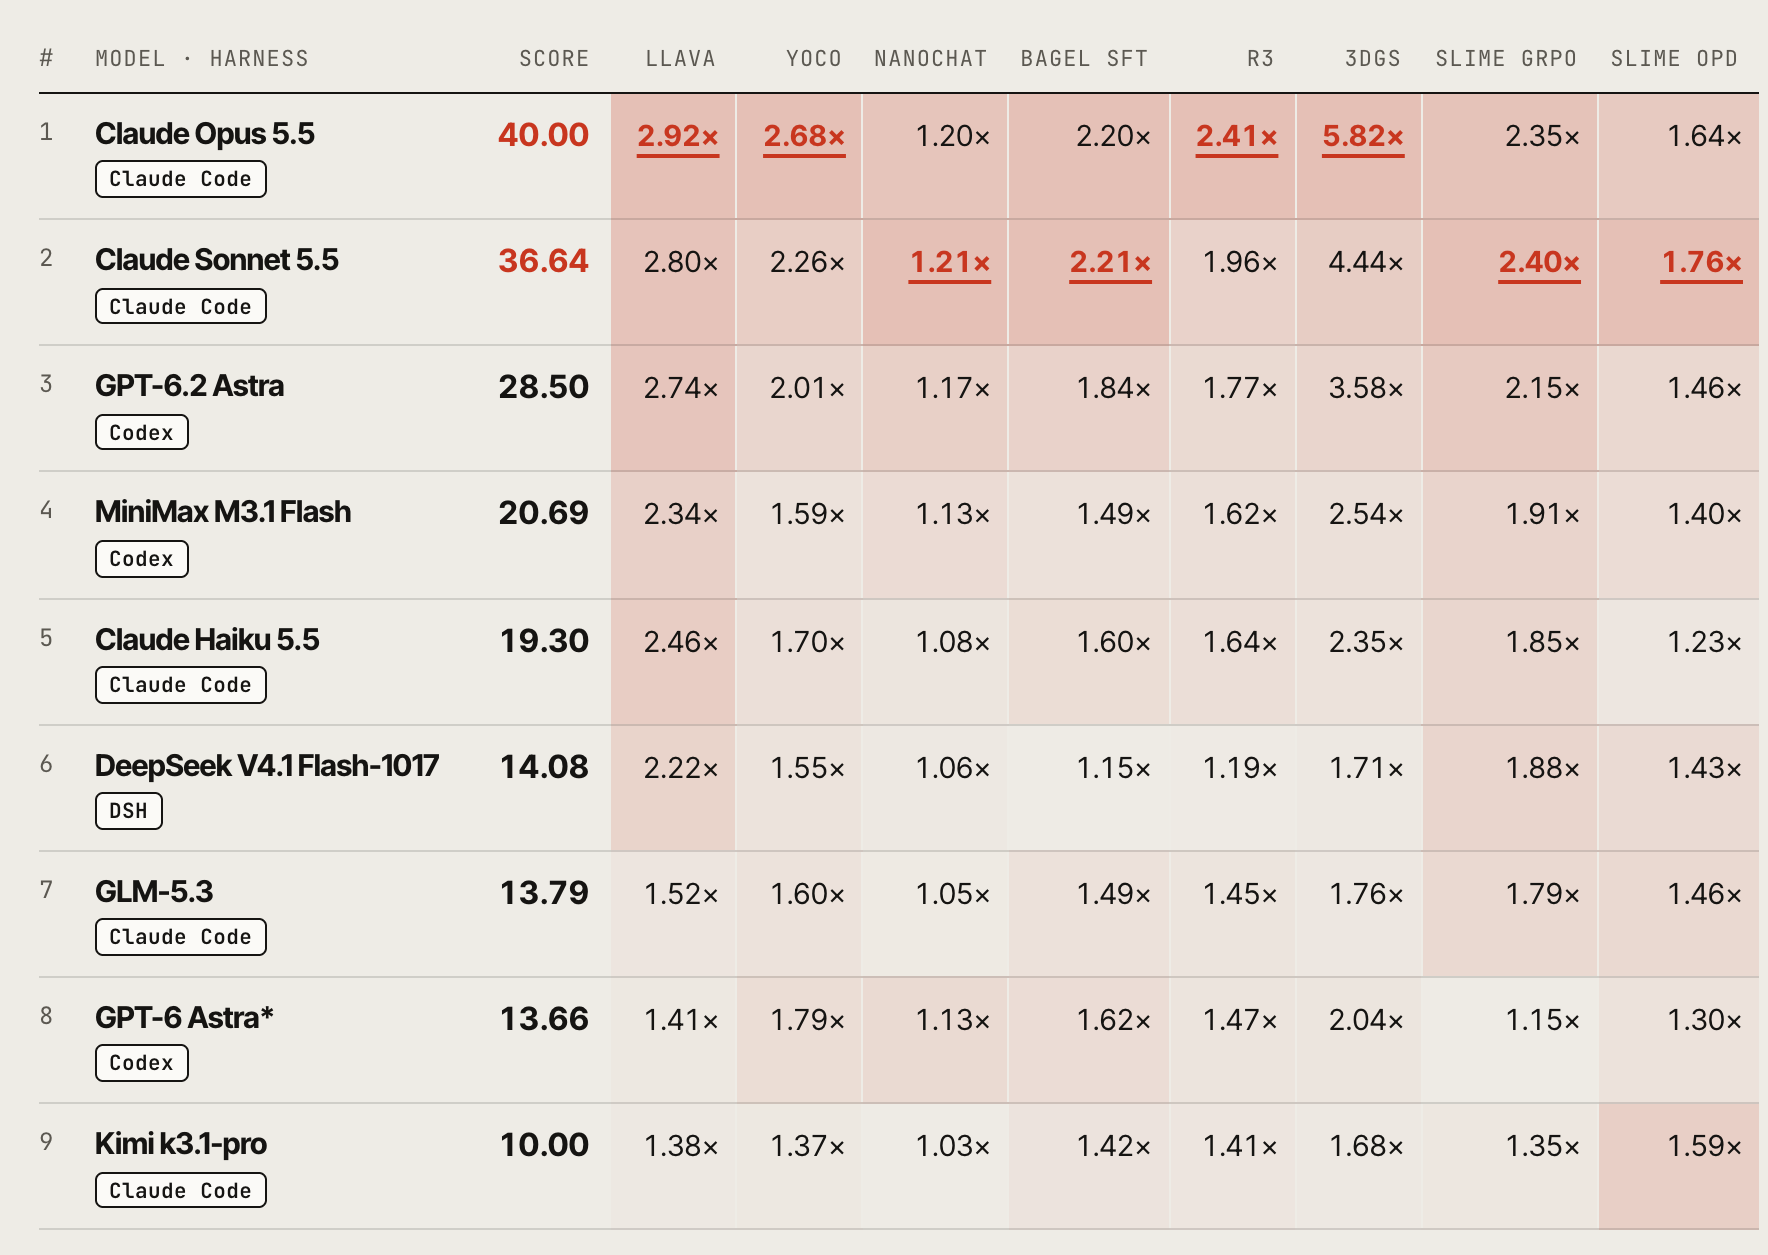 # MODEL · HARNESS SCORE LLAVA YOCO NANOCHAT BAGEL SFT R3 3DGS SLIME GRPO SLIME OPD
1 Claude Opus 5.5 40.00 2.92× 2.68× 1.20× 2.20× 2.41× 5.82× 2.35× 1.64×
Claude Code
2 Claude Sonnet 5.5 36.64 2.80× 2.26× 1.21× 2.21× 1.96× 4.44× 2.40× 1.76×
Claude Code
3 GPT-6.2 Astra 28.50 2.74× 2.01× 1.17× 1.84× 1.77× 3.58× 2.15× 1.46×
Codex
4 MiniMax M3.1 Flash 20.69 2.34× 1.59× 1.13× 1.49× 1.62× 2.54× 1.91× 1.40×
Codex
5 Claude Haiku 5.5 19.30 2.46× 1.70× 1.08× 1.60× 1.64× 2.35× 1.85× 1.23×
Claude Code
6 DeepSeek V4.1 Flash-1017 14.08 2.22× 1.55× 1.06× 1.15× 1.19× 1.71× 1.88× 1.43×
DSH
7 GLM-5.3 13.79 1.52× 1.60× 1.05× 1.49× 1.45× 1.76× 1.79× 1.46×
Claude Code
8 GPT-6 Astra* 13.66 1.41× 1.79× 1.13× 1.62× 1.47× 2.04× 1.15× 1.30×
Codex
9 Kimi k3.1-pro 10.00 1.38× 1.37× 1.03× 1.42× 1.41× 1.68× 1.35× 1.59×
Claude Code